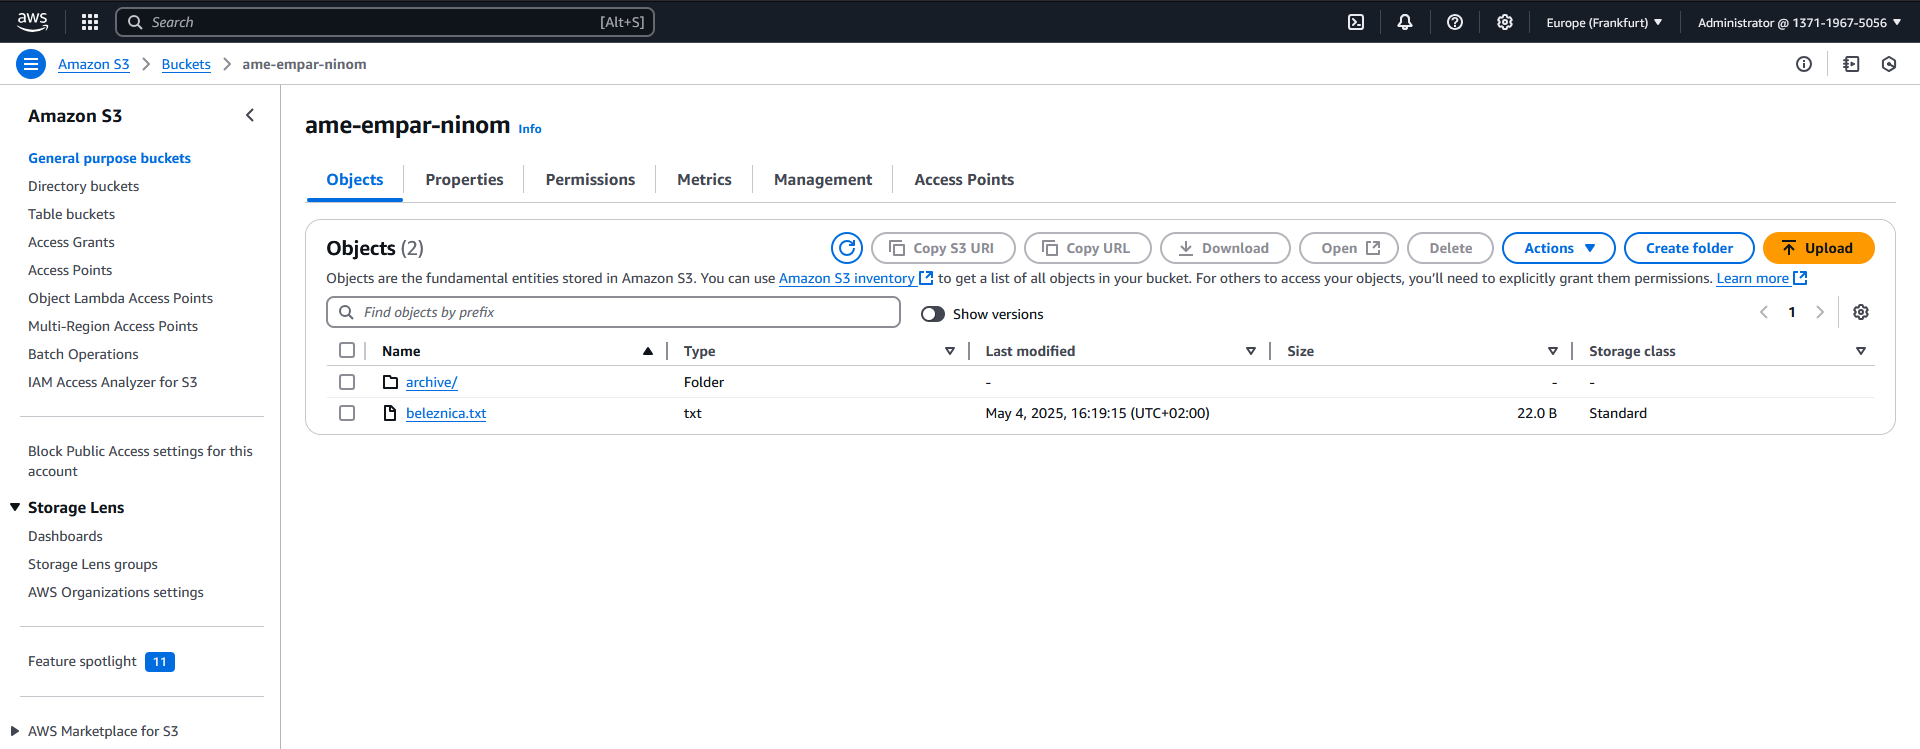 aws
Search [Alt+S]
Europe (Frankfurt)
Administrator @ 1371-1967-5056
Amazon S3 Buckets ame-empar-ninom
Amazon S3
General purpose buckets
Directory buckets
Table buckets
Access Grants
Access Points
Object Lambda Access Points
Multi-Region Access Points
Batch Operations
IAM Access Analyzer for S3
Block Public Access settings for this
account
Storage Lens
Dashboards
Storage Lens groups
AWS Organizations settings
Feature spotlight 11
AWS Marketplace for S3
ame-empar-ninom Info
Objects Properties Permissions Metrics Management Access Points
Objects (2)
Copy S3 URI Copy URL Download Open Delete Actions Create folder Upload
Objects are the fundamental entities stored in Amazon S3. You can use Amazon S3 inventory to get a list of all objects in your bucket. For others to access your objects, you’ll need to explicitly grant them permissions. Learn more
Find objects by prefix
Show versions
1
Name Type Last modified Size Storage class
archive/ Folder - - -
beleznica.txt txt May 4, 2025, 16:19:15 (UTC+02:00) 22.0 B Standard